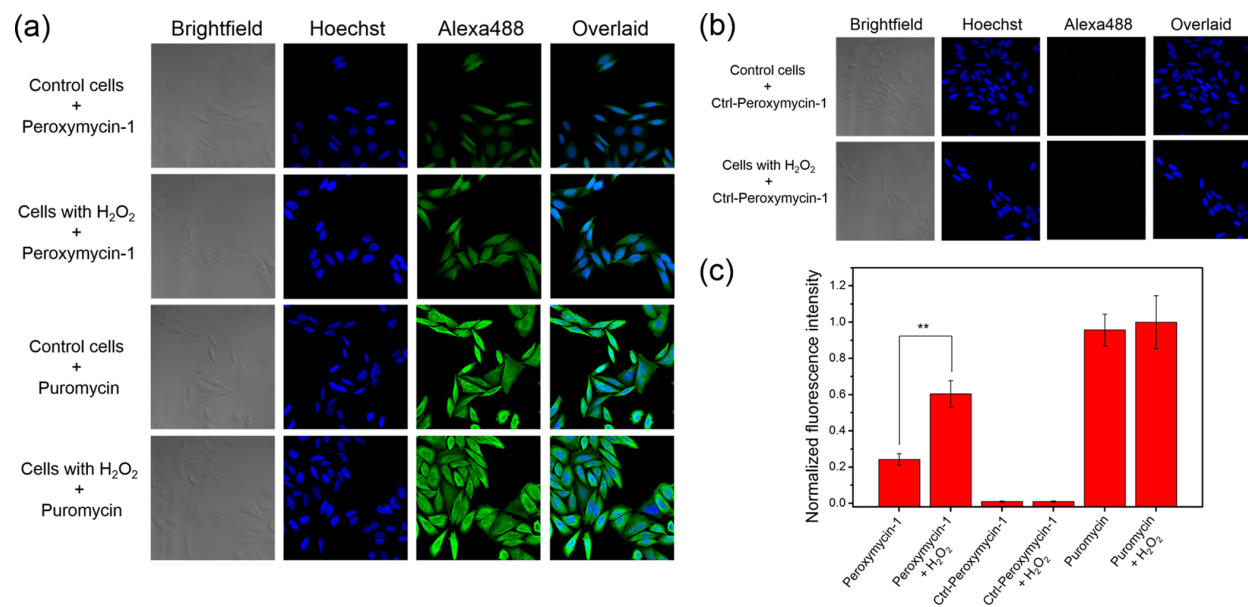 (a)
Brightfield Hoechst Alexa488 Overlaid
Control cells
+
Peroxymycin-1
Cells with H₂O₂
+
Peroxymycin-1
Control cells
+
Puromycin
Cells with H₂O₂
+
Puromycin
(b)
Brightfield Hoechst Alexa488 Overlaid
Control cells
+
Ctrl-Peroxymycin-1
Cells with H₂O₂
+
Ctrl-Peroxymycin-1
(c)
Normalized fluorescence intensity
1.2
1.0
0.8
0.6
0.4
0.2
0.0
**
Peroxymycin-1
Peroxymycin-1
+ H₂O₂
Ctrl-Peroxymycin-1
Ctrl-Peroxymycin-1
+ H₂O₂
Puromycin
Puromycin
+ H₂O₂